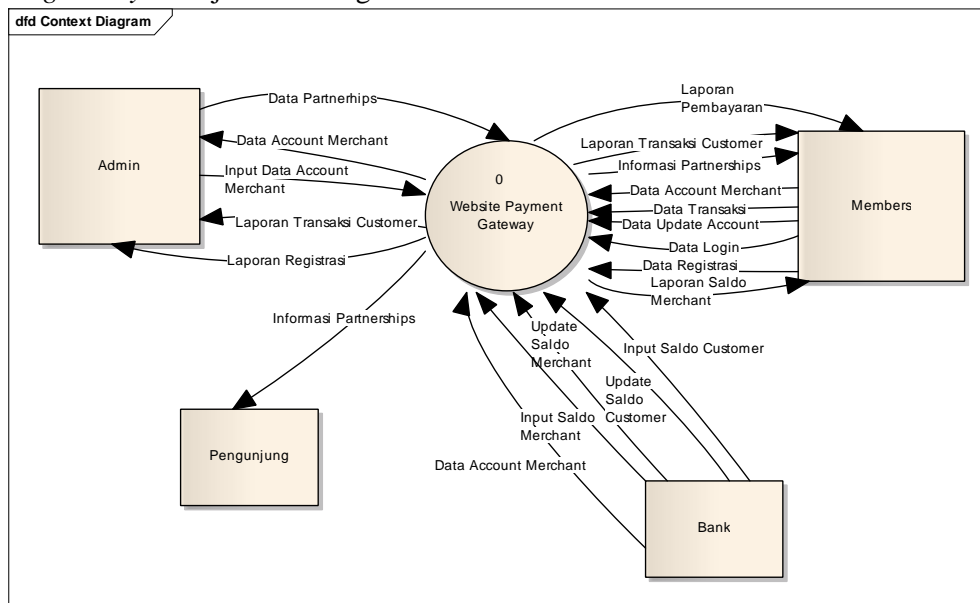 dfd Context Diagram
Admin
Data Partnerhips
Data Account Merchant
Input Data Account
Merchant
Laporan Transaksi Customer
Laporan Registrasi
0
Website Payment
Gateway
Laporan
Pembayaran
Laporan Transaksi Customer
Informasi Partnerships
Data Account Merchant
Data Transaksi
Data Update Account
Data Login
Data Registrasi
Laporan Saldo
Merchant
Members
Informasi Partnerships
Pengunjung
Update
Saldo
Merchant
Input Saldo Customer
Update
Saldo
Customer
Input Saldo
Merchant
Data Account Merchant
Bank